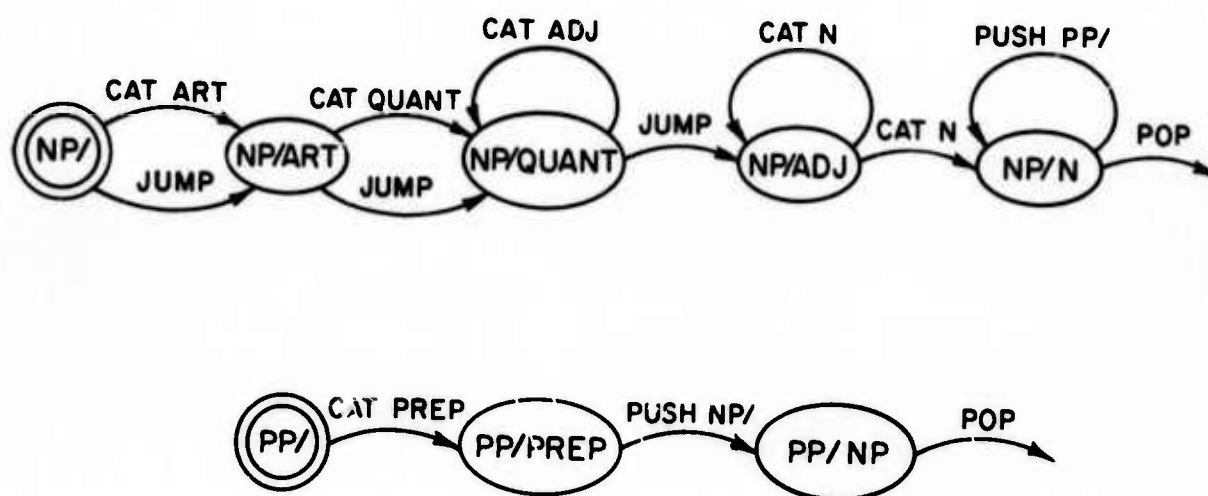 CAT ADJ CAT N PUSH PP/
CAT ART CAT QUANT JUMP CAT N POP
NP/ NP/ART NP/QUANT NP/ADJ NP/N
JUMP JUMP
CAT PREP PUSH NP/ POP
PP/ PP/PREP PP/NP